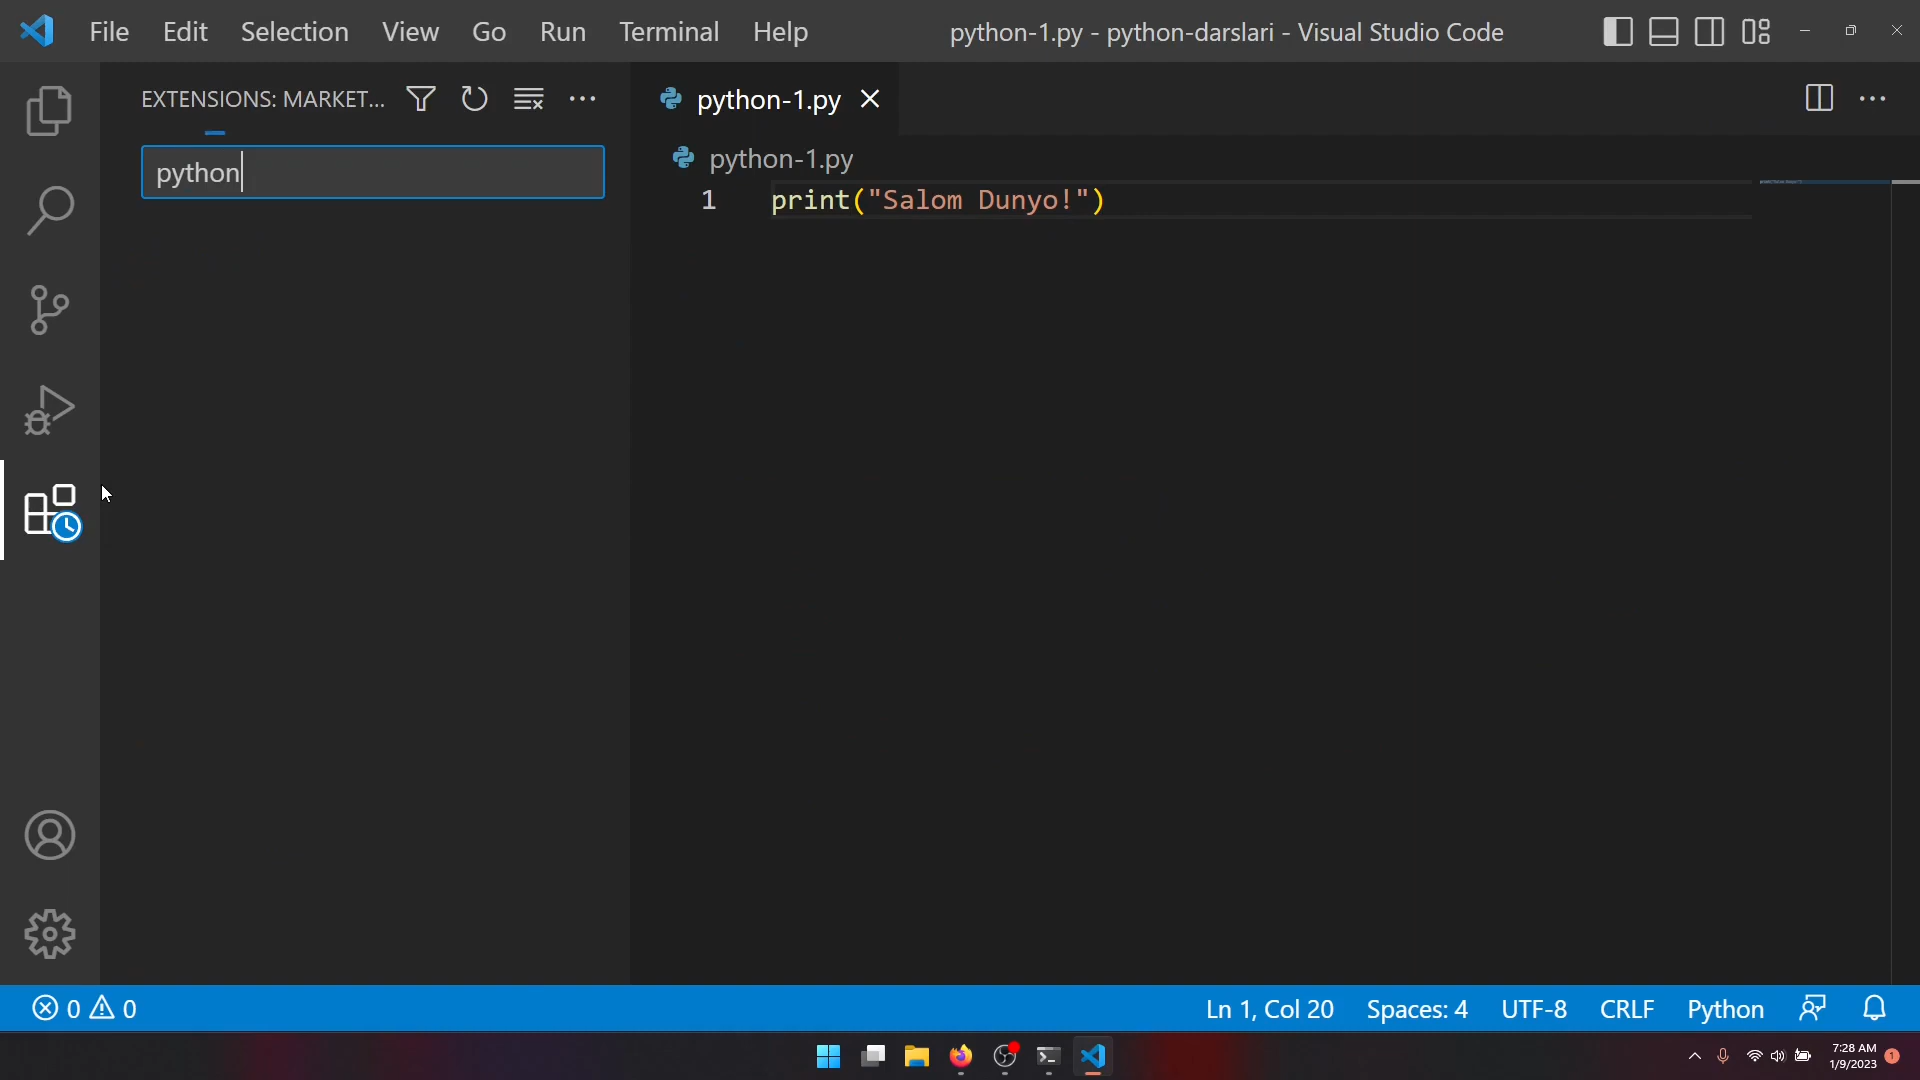 File Edit Selection View Go Run Terminal Help python-1.py - python-darslari - Visual Studio Code
EXTENSIONS: MARKET...
python
python-1.py
python-1.py
1 print("Salom Dunyo!")
0 0 Ln 1, Col 20 Spaces: 4 UTF-8 CRLF Python
7:28 AM
1/9/2023
1